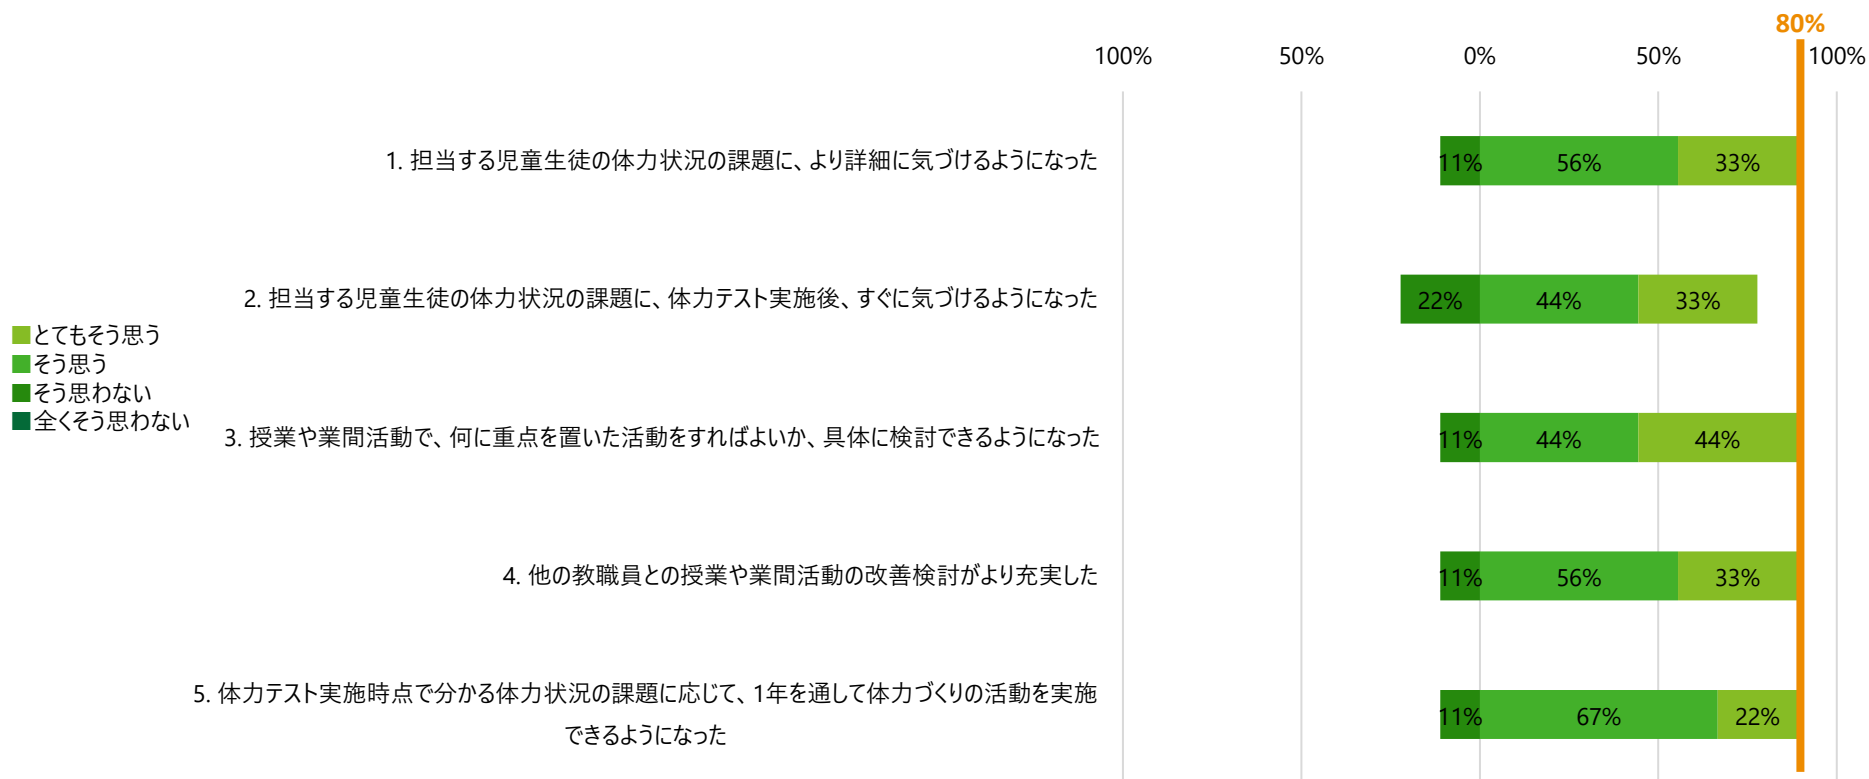 80%
100% 50% 0% 50% 100%
1. 担当する児童生徒の体力状況の課題に、より詳細に気づけるようになった
11% 56% 33%
2. 担当する児童生徒の体力状況の課題に、体力テスト実施後、すぐに気づけるようになった
22% 44% 33%
とてもそう思う
そう思う
そう思わない
全くそう思わない
3. 授業や業間活動で、何に重点を置いた活動をすればよいか、具体に検討できるようになった
11% 44% 44%
4. 他の教職員との授業や業間活動の改善検討がより充実した
11% 56% 33%
5. 体力テスト実施時点で分かる体力状況の課題に応じて、1年を通して体力づくりの活動を実施
できるようになった
11% 67% 22%